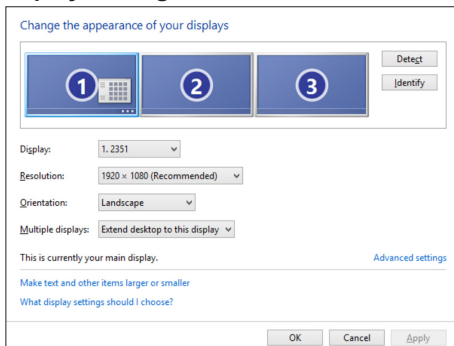 Change the appearance of your displays
1
2
3
Detect
Identify
Display:
1. 2351
Resolution:
1920 × 1080 (Recommended)
Orientation:
Landscape
Multiple displays:
Extend desktop to this display
This is currently your main display.
Advanced settings
Make text and other items larger or smaller
What display settings should I choose?
OK
Cancel
Apply